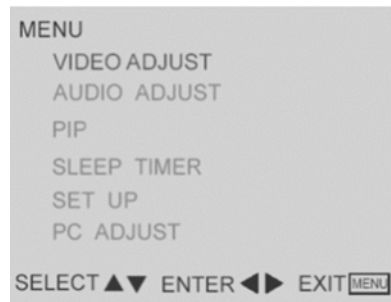 MENU
VIDEO ADJUST
AUDIO ADJUST
PIP
SLEEP TIMER
SET UP
PC ADJUST
SELECT▲▼ ENTER◀▶ EXIT MENU